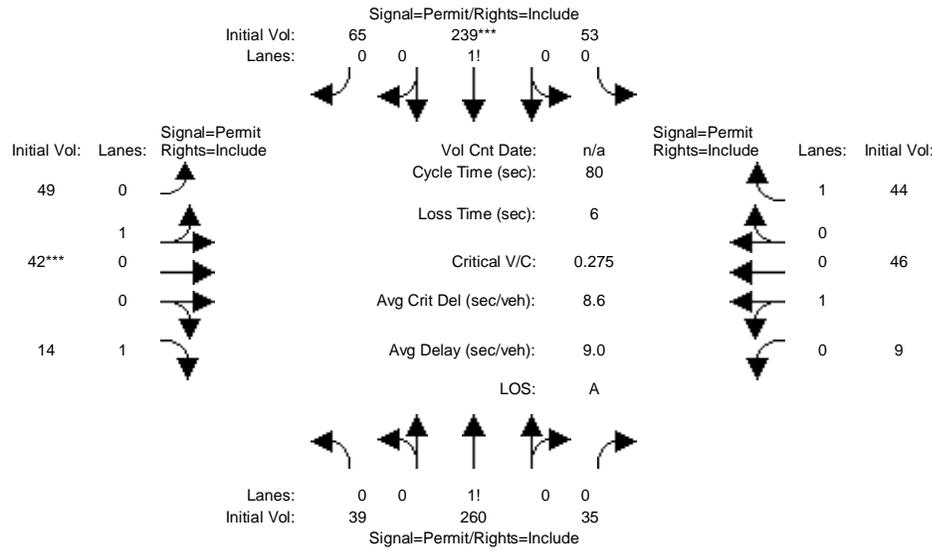 Signal=Permit/Rights=Include
Initial Vol: 65 239*** 53
Lanes: 0 0 1! 0 0
Signal=Permit
Initial Vol: Lanes: Rights=Include
Vol Cnt Date: n/a
Signal=Permit
Rights=Include Lanes: Initial Vol:
Cycle Time (sec): 80
49 0
1 44
Loss Time (sec): 6
1
0
42*** 0
Critical V/C: 0.275
0 46
0
Avg Crit Del (sec/veh): 8.6
1
14 1
Avg Delay (sec/veh): 9.0
0 9
LOS: A
Lanes: 0 0 1! 0 0
Initial Vol: 39 260 35
Signal=Permit/Rights=Include